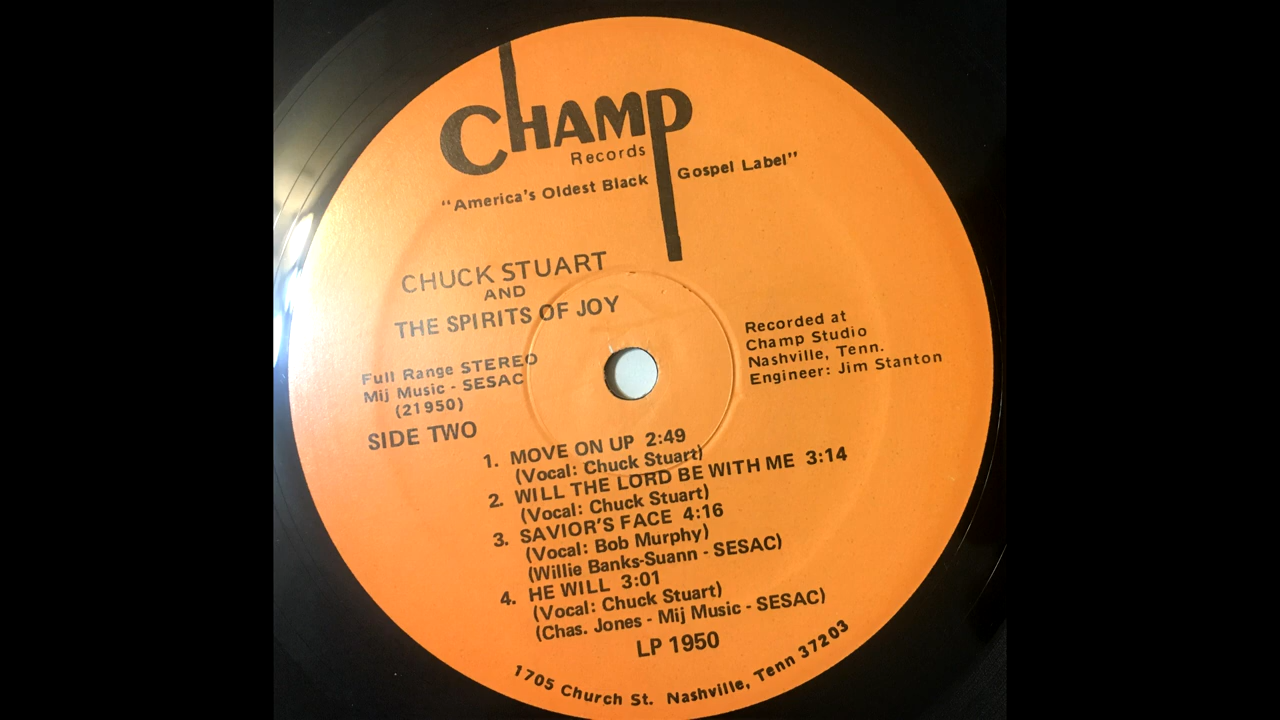 CHAMP
Records
"America's Oldest Black Gospel Label"
CHUCK STUART
AND
THE SPIRITS OF JOY
Full Range STEREO
Mij Music - SESAC
(21950)
SIDE TWO
Recorded at
Champ Studio
Nashville, Tenn.
Engineer: Jim Stanton
1. MOVE ON UP 2:49
(Vocal: Chuck Stuart)
2. WILL THE LORD BE WITH ME 3:14
(Vocal: Chuck Stuart)
3. SAVIOR'S FACE 4:16
(Vocal: Bob Murphy)
(Willie Banks-Suann - SESAC)
4. HE WILL 3:01
(Vocal: Chuck Stuart)
(Chas. Jones - Mij Music - SESAC)
LP 1950
1705 Church St. Nashville, Tenn 37203